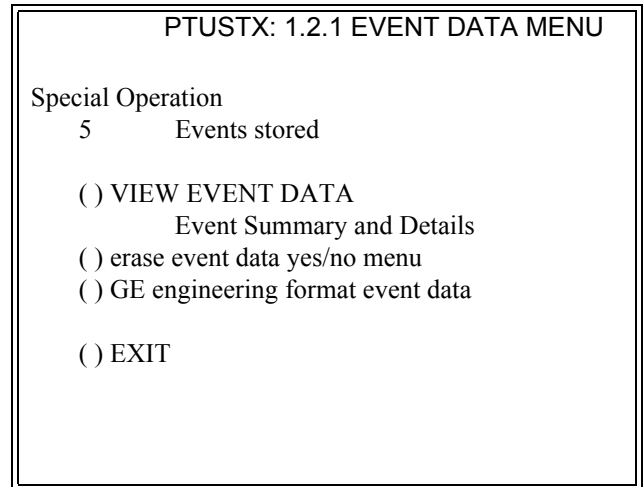 PTUSTX: 1.2.1 EVENT DATA MENU
Special Operation
5 Events stored
( ) VIEW EVENT DATA
Event Summary and Details
( ) erase event data yes/no menu
( ) GE engineering format event data
( ) EXIT